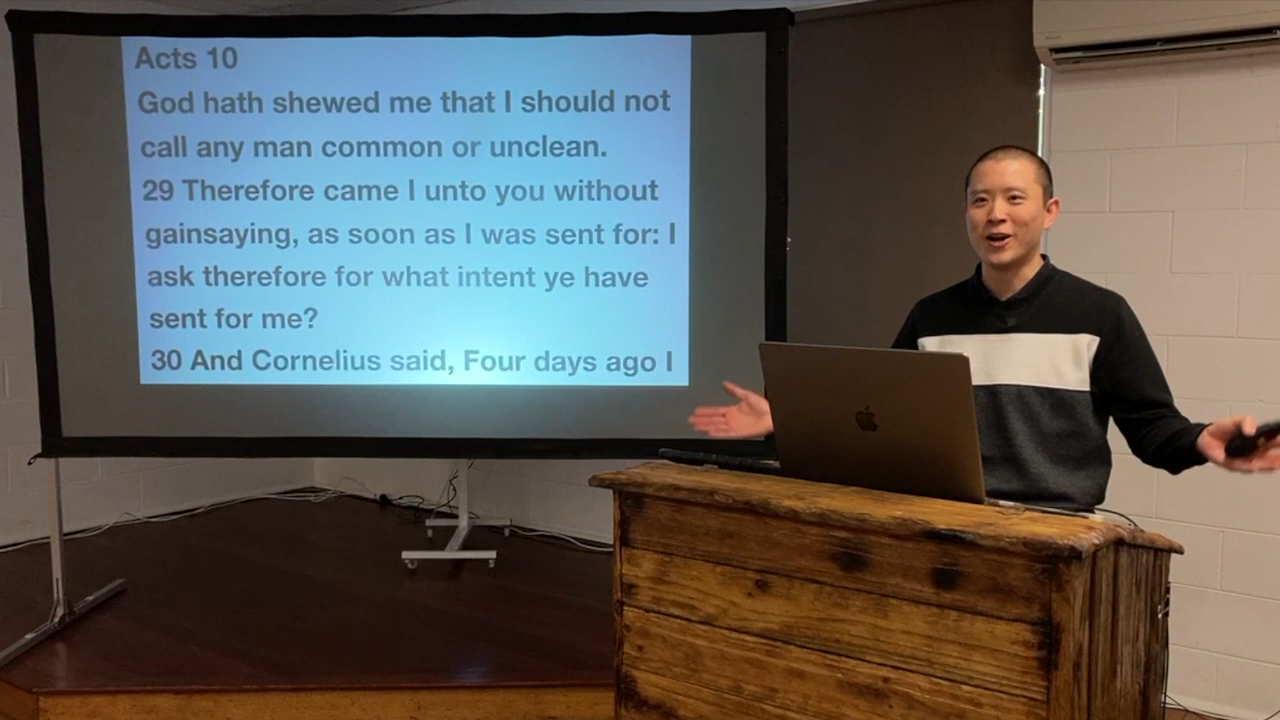 Acts 10
God hath shewed me that I should not
call any man common or unclean.
29 Therefore came I unto you without
gainsaying, as soon as I was sent for: I
ask therefore for what intent ye have
sent for me?
30 And Cornelius said, Four days ago I